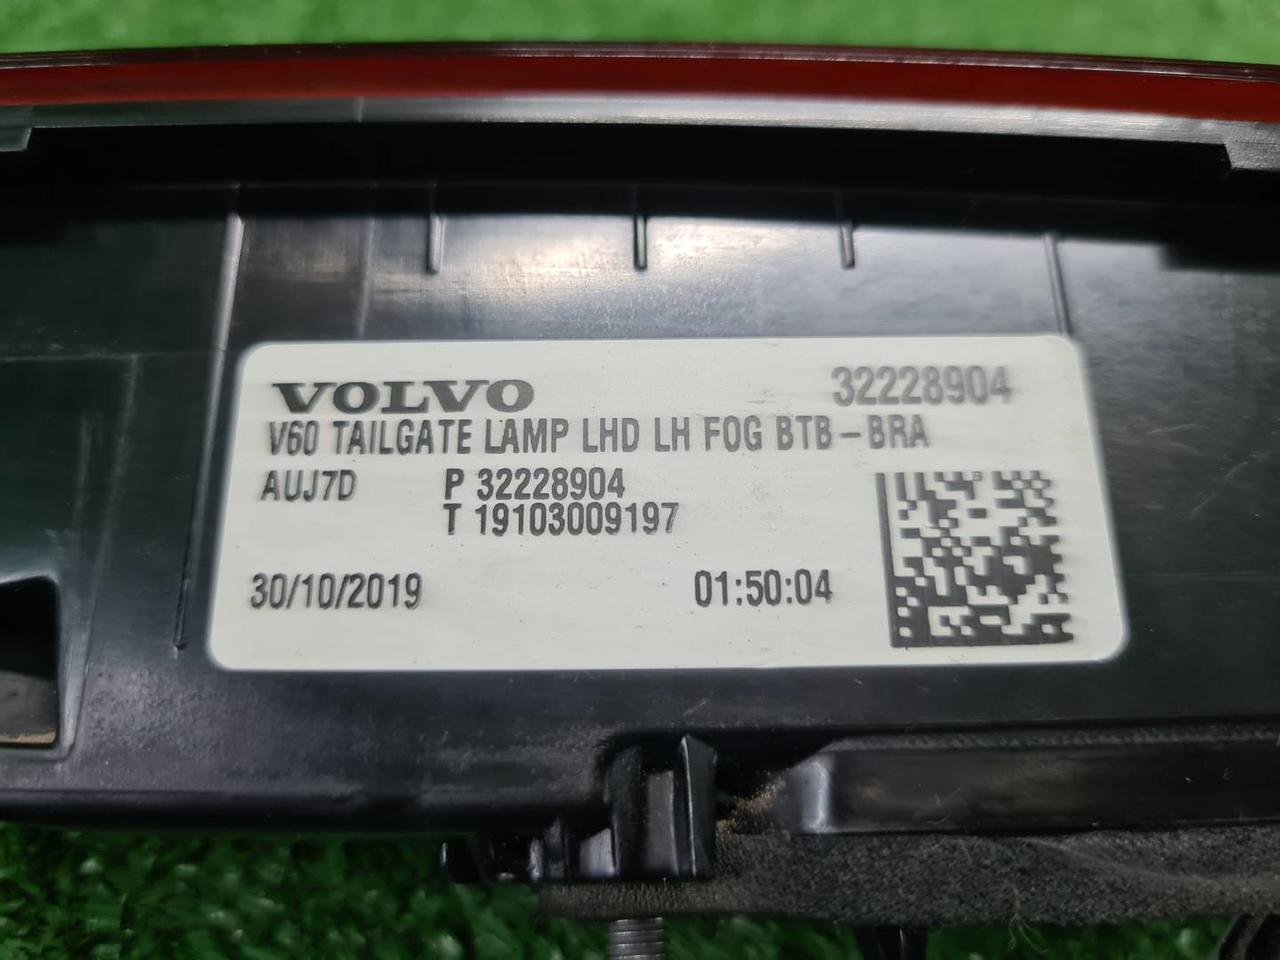 VOLVO 32228904
V60 TAILGATE LAMP LHD LH FOG BTB-BRA
AUJ7D P 32228904
T 19103009197
30/10/2019 01:50:04